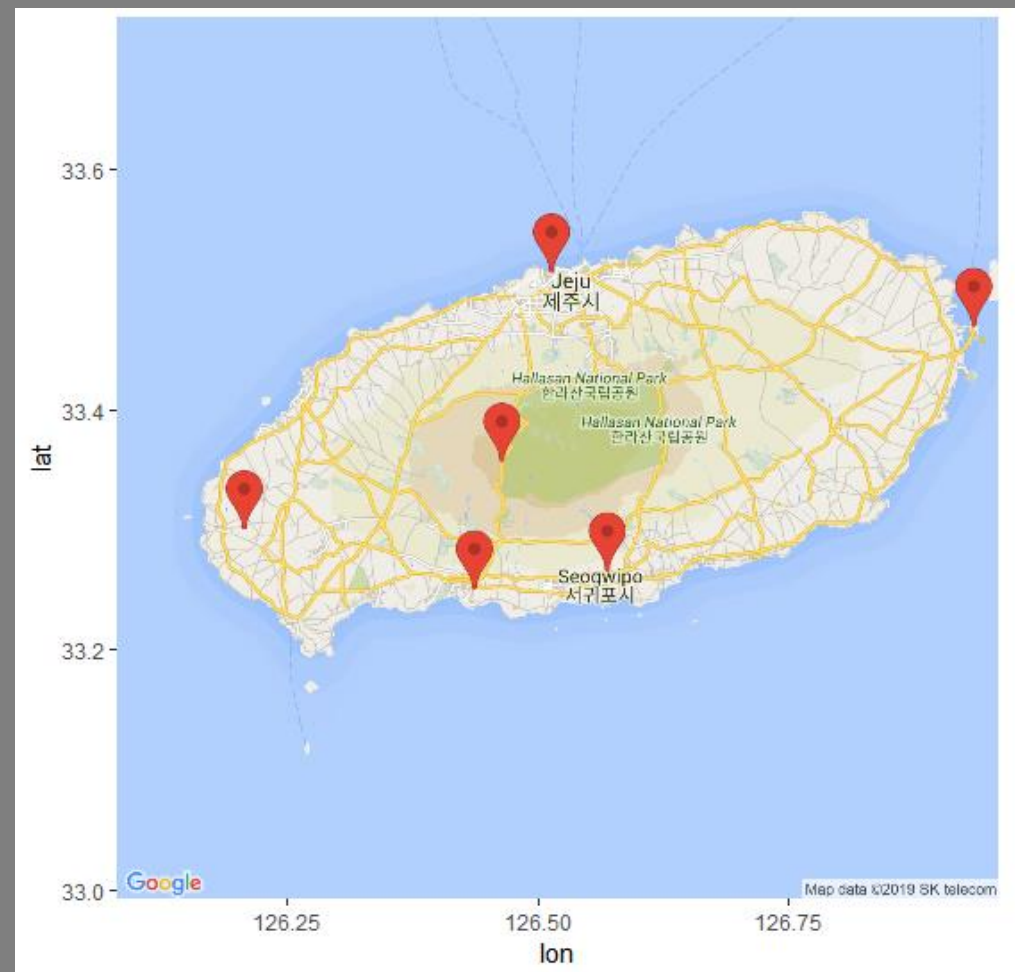 33.6
Jeju
제주시
Hallasan National Park
한라산국립공원
33.4
Hallasan National Park
한라산국립공원
lat
Seogwipo
서귀포시
33.2
33.0
Google
Map data ©2019 SK telecom
126.25
126.50
126.75
lon